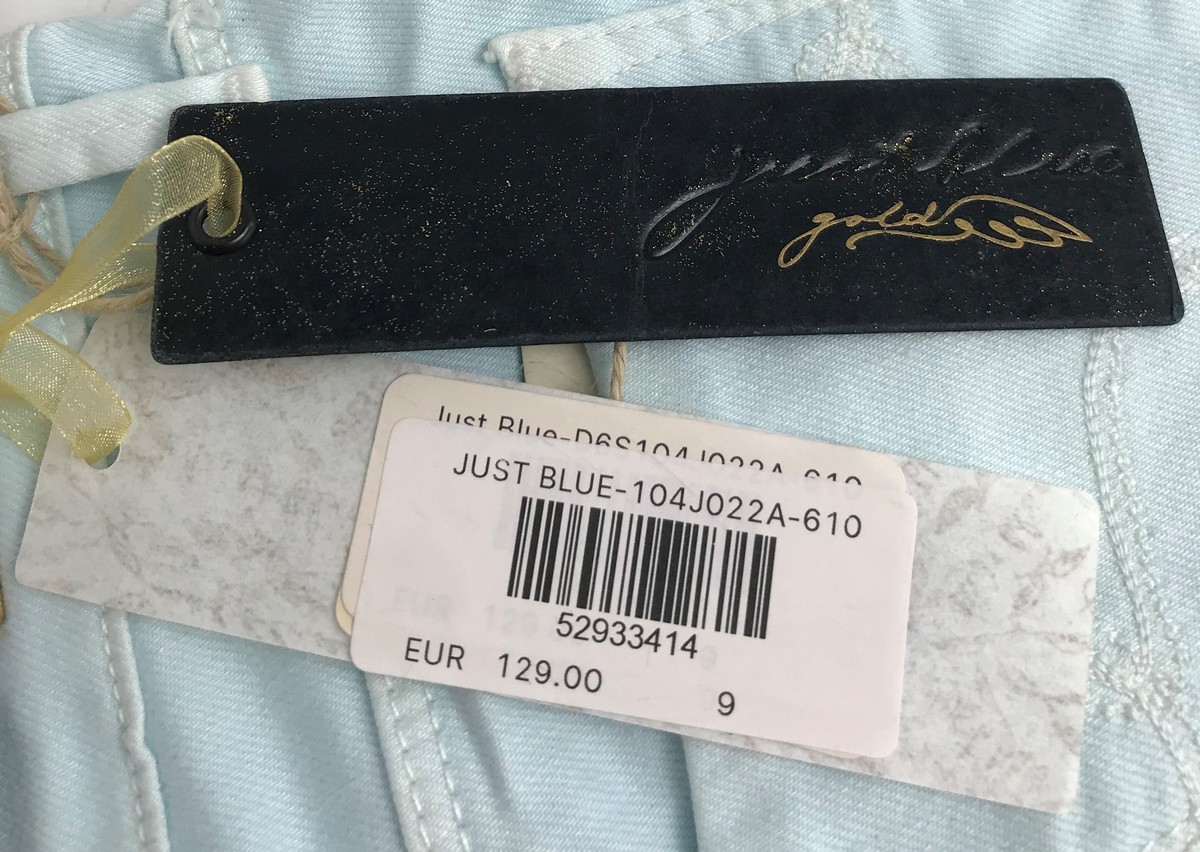 just blue
gold
Just Blue-D6S104J022A-610
JUST BLUE-104J022A-610
52933414
EUR 129.00
9